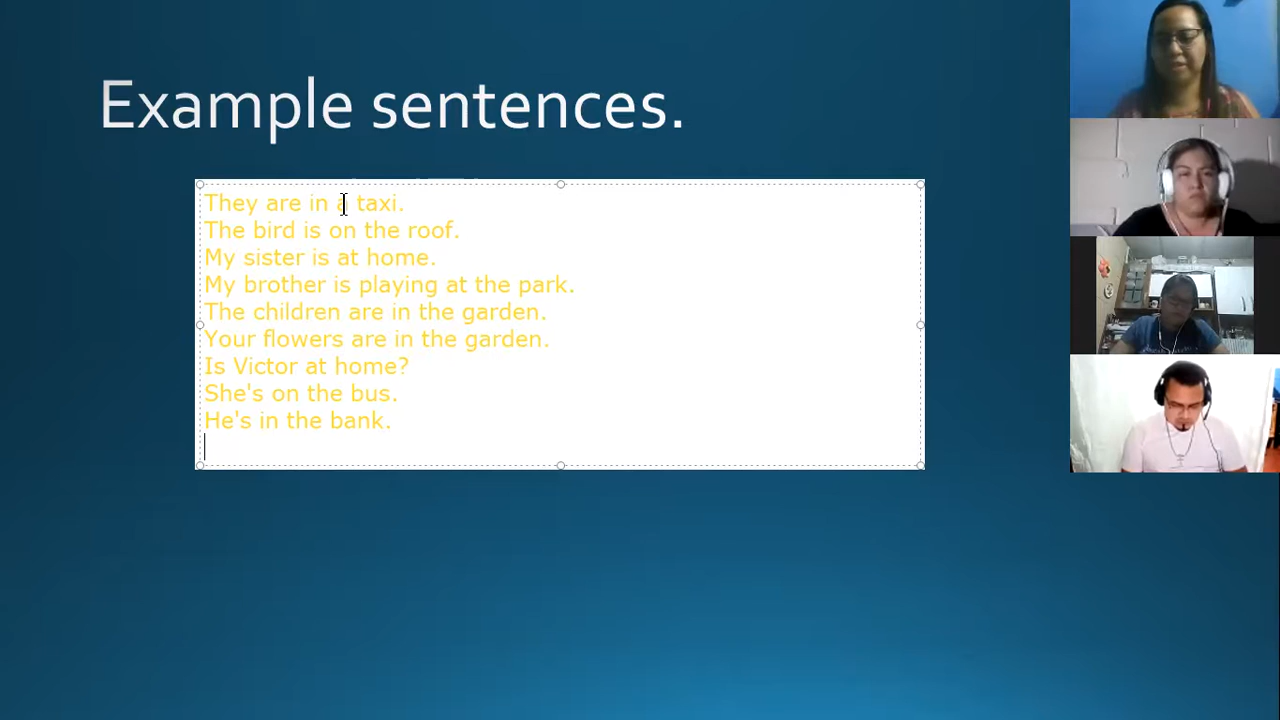 Example sentences.
They are in a taxi.
The bird is on the roof.
My sister is at home.
My brother is playing at the park.
The children are in the garden.
Your flowers are in the garden.
Is Victor at home?
She's on the bus.
He's in the bank.